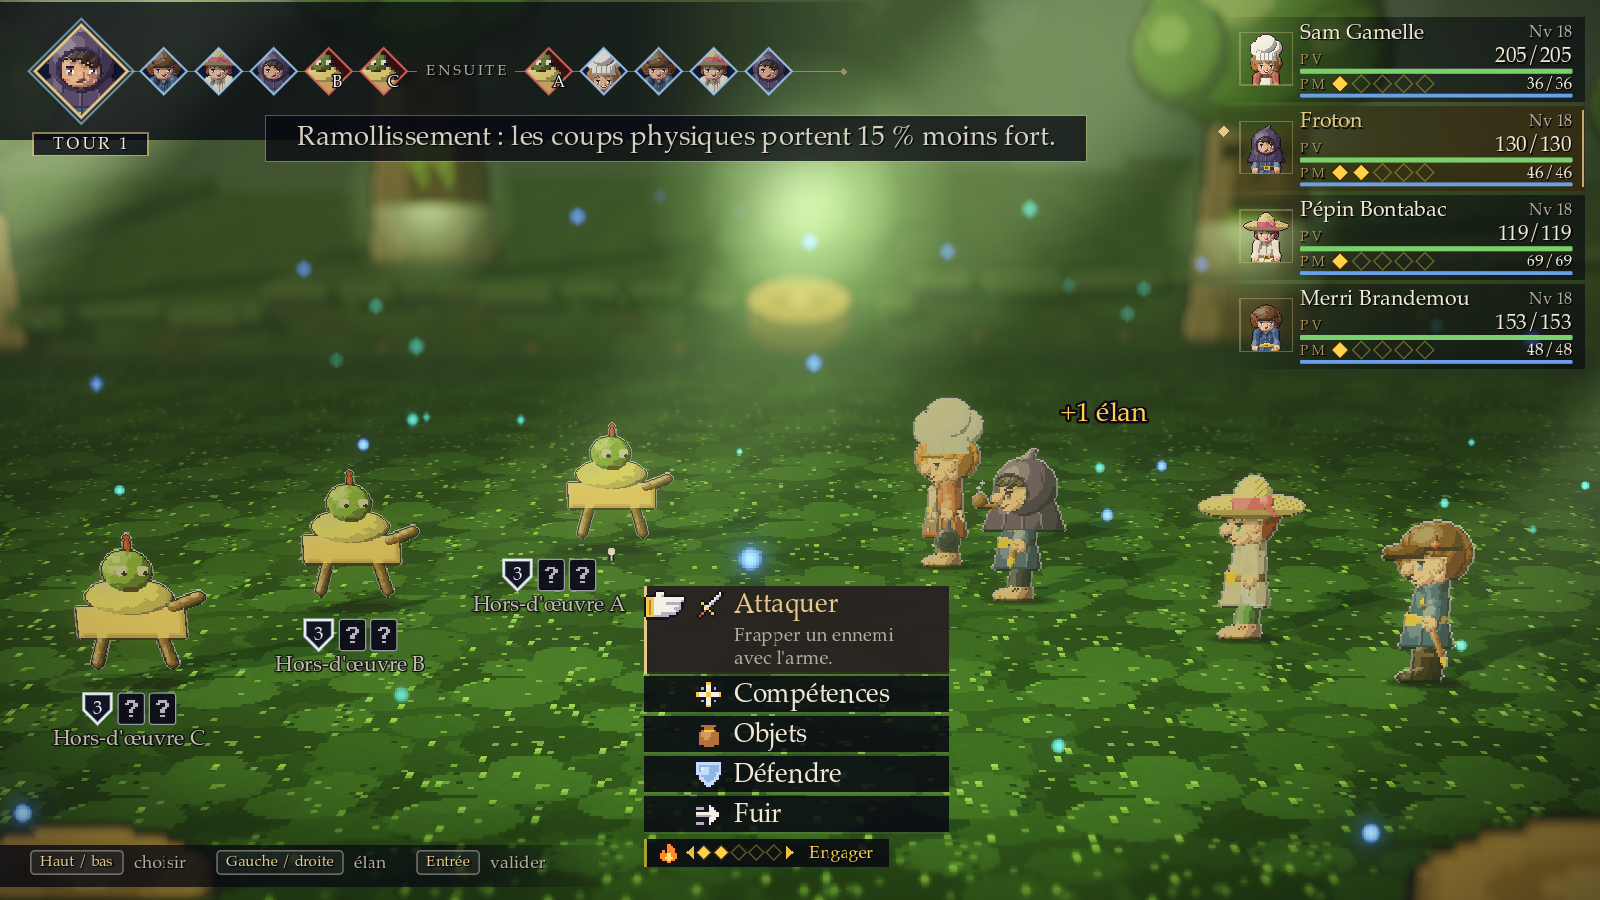 B
C
ENSUITE
A
TOUR 1
Ramollissement : les coups physiques portent 15 % moins fort.
Sam Gamelle
Nv 18
PV
205/205
PM
36/36
Froton
PV
130/130
PM
46/46
Pépin Bontabac
Nv 18
PV
119/119
PM
69/69
Merri Brandemou
Nv 18
PV
153/153
PM
48/48
+1 élan
3 ? ?
Hors-d'œuvre A
3 ? ?
Hors-d'œuvre B
3 ? ?
Hors-d'œuvre C
Attaquer
Frapper un ennemi
avec l'arme.
Compétences
Objets
Défendre
Fuir
Engager
Haut / bas choisir Gauche / droite élan Entrée valider